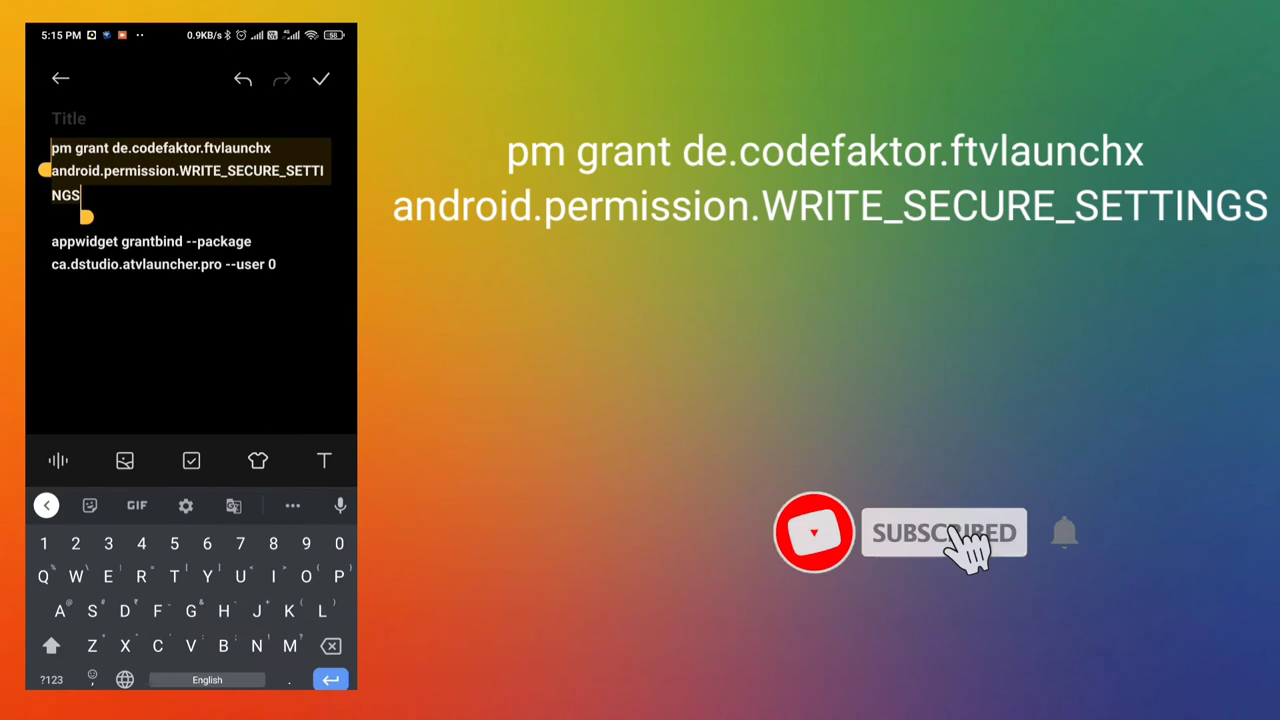 5:15 PM
0.9KB/s
56
Title
pm grant de.codefaktor.ftvlaunchx
android.permission.WRITE_SECURE_SETTI
NGS
appwidget grantbind --package
ca.dstudio.atvlauncher.pro --user 0
GIF
1 2 3 4 5 6 7 8 9 0
Q W E R T Y U I O P
A @ S # D ₹ F - G & H - J + K ( L )
Z * X " C ' V : B ; N ! M ?
?123 , English .
pm grant de.codefaktor.ftvlaunchx
android.permission.WRITE_SECURE_SETTINGS
SUBSCRIBED